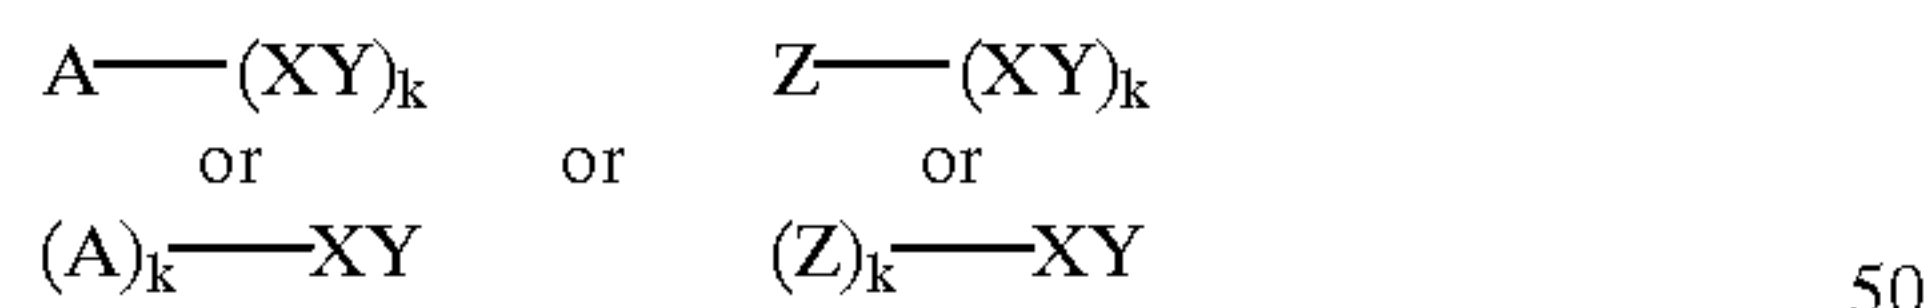 A—(XY)k Z—(XY)k
or or or
(A)k—XY (Z)k—XY
50